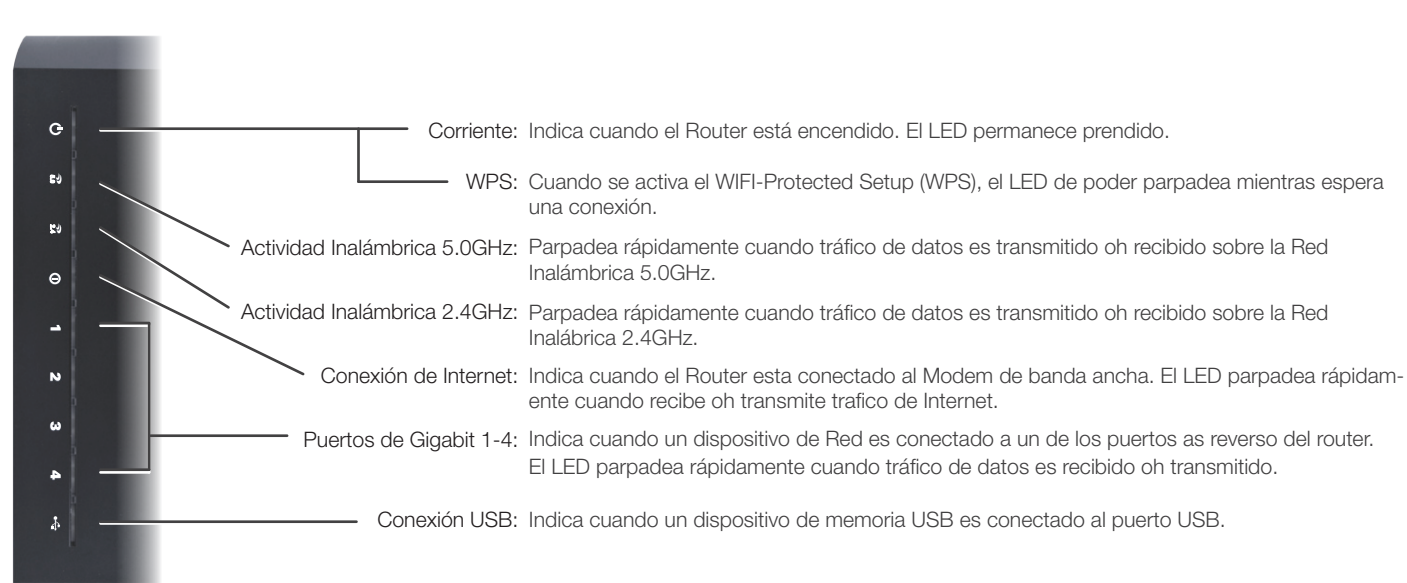 Corriente: Indica cuando el Router está encendido. El LED permanece prendido.
WPS: Cuando se activa el WIFI-Protected Setup (WPS), el LED de poder parpadea mientras espera
una conexión.
Actividad Inalámbrica 5.0GHz: Parpadea rápidamente cuando tráfico de datos es transmitido oh recibido sobre la Red
Inalámbrica 5.0GHz.
Actividad Inalámbrica 2.4GHz: Parpadea rápidamente cuando tráfico de datos es transmitido oh recibido sobre la Red
Inalábrica 2.4GHz.
Conexión de Internet: Indica cuando el Router esta conectado al Modem de banda ancha. El LED parpadea rápidam-
ente cuando recibe oh transmite trafico de Internet.
Puertos de Gigabit 1-4: Indica cuando un dispositivo de Red es conectado a un de los puertos as reverso del router.
El LED parpadea rápidamente cuando tráfico de datos es recibido oh transmitido.
Conexión USB: Indica cuando un dispositivo de memoria USB es conectado al puerto USB.
5
2
1
2
3
4